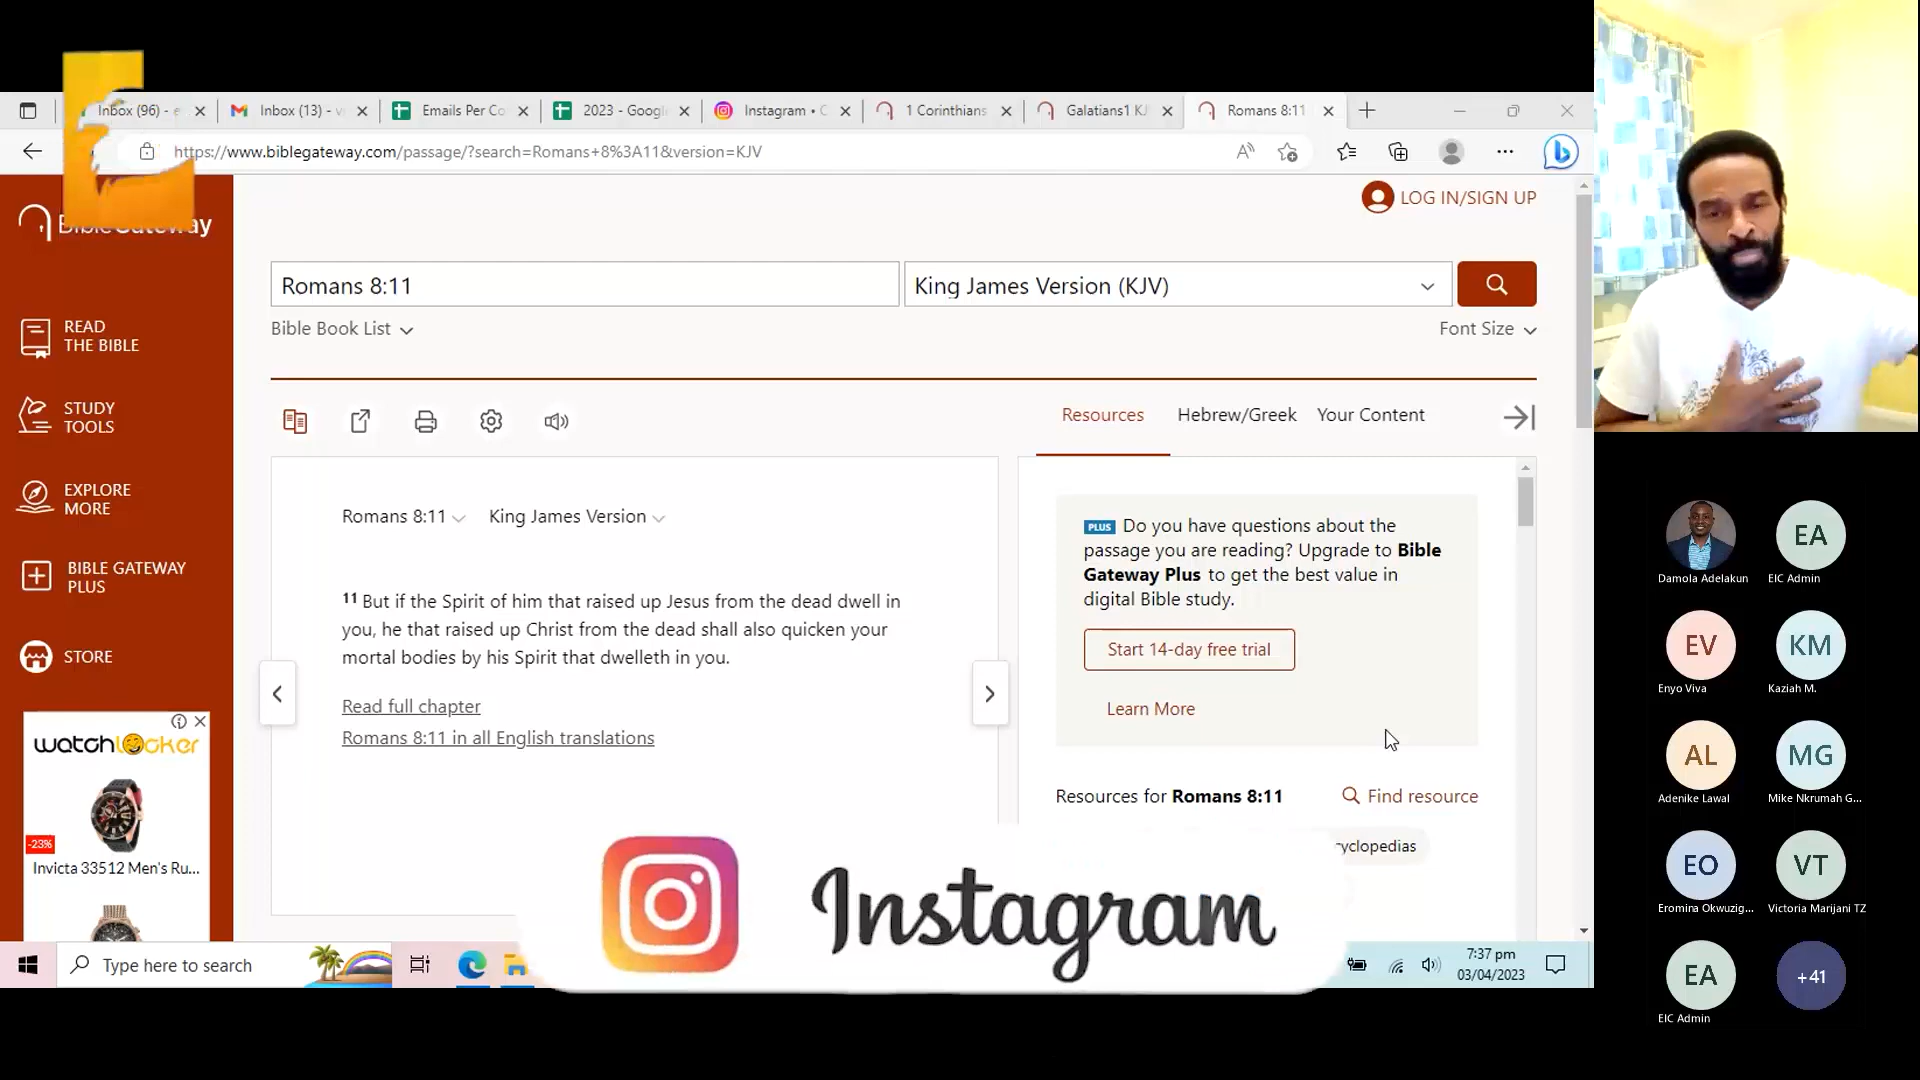 Inbox (96) - e
Inbox (13) - v
Emails Per Co
2023 - Google
Instagram • C
1 Corinthians
Galatians1 KJ
Romans 8:11
https://www.biblegateway.com/passage/?search=Romans+8%3A11&version=KJV
LOG IN/SIGN UP
BibleGateway
Romans 8:11
King James Version (KJV)
Bible Book List
Font Size
READ
THE BIBLE
STUDY
TOOLS
EXPLORE
MORE
BIBLE GATEWAY
PLUS
STORE
Resources
Hebrew/Greek
Your Content
Romans 8:11
King James Version
11 But if the Spirit of him that raised up Jesus from the dead dwell in
you, he that raised up Christ from the dead shall also quicken your
mortal bodies by his Spirit that dwelleth in you.
Read full chapter
Romans 8:11 in all English translations
PLUS Do you have questions about the
passage you are reading? Upgrade to Bible
Gateway Plus to get the best value in
digital Bible study.
Start 14-day free trial
Learn More
Resources for Romans 8:11
Find resource
yclopedias
watchlocker
-23%
Invicta 33512 Men's Ru...
Instagram
Type here to search
7:37 pm
03/04/2023
Damola Adelakun
EA
EIC Admin
EV
Enyo Viva
KM
Kaziah M.
AL
Adenike Lawal
MG
Mike Nkrumah G...
EO
Eromina Okwuzig...
VT
Victoria Marijani TZ
EA
EIC Admin
+41